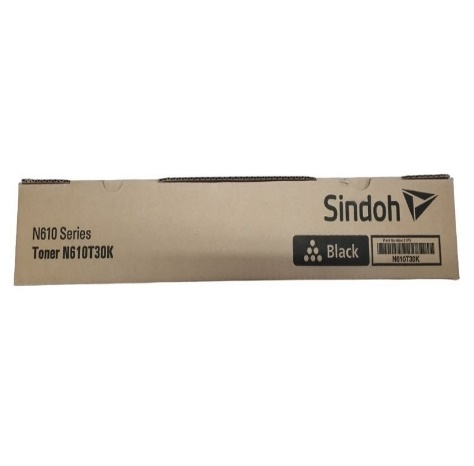 Sindoh
N610 Series
Toner N610T30K
Black
N610T30K